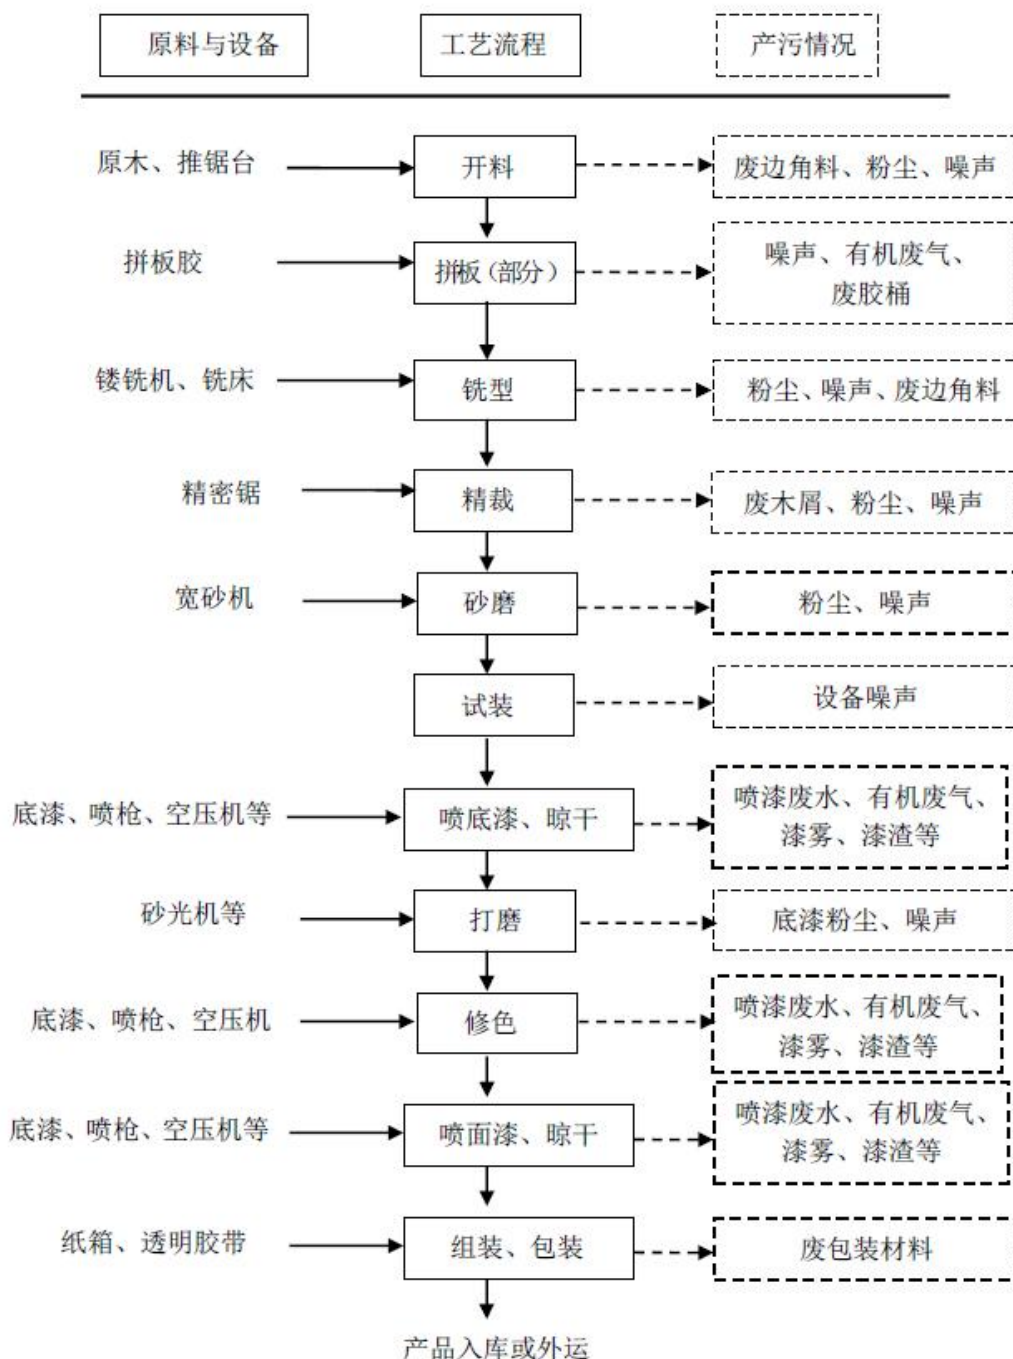 原料与设备
工艺流程
产污情况
原木、推锯台
开料
废边角料、粉尘、噪声
拼板胶
拼板（部分）
噪声、有机废气、
废胶桶
镂铣机、铣床
铣型
粉尘、噪声、废边角料
精密锯
精裁
废木屑、粉尘、噪声
宽砂机
砂磨
粉尘、噪声
试装
设备噪声
底漆、喷枪、空压机等
喷底漆、晾干
喷漆废水、有机废气、
漆雾、漆渣等
砂光机等
打磨
底漆粉尘、噪声
底漆、喷枪、空压机
修色
喷漆废水、有机废气、
漆雾、漆渣等
底漆、喷枪、空压机等
喷面漆、晾干
喷漆废水、有机废气、
漆雾、漆渣等
纸箱、透明胶带
组装、包装
废包装材料
产品入库或外运